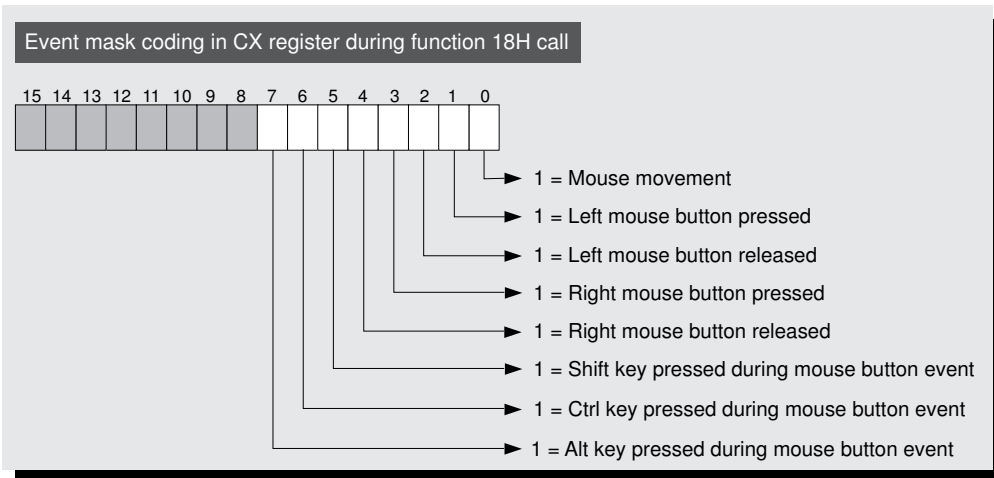 Event mask coding in CX register during function 18H call
15 14 13 12 11 10 9 8 7 6 5 4 3 2 1 0
1 = Mouse movement
1 = Left mouse button pressed
1 = Left mouse button released
1 = Right mouse button pressed
1 = Right mouse button released
1 = Shift key pressed during mouse button event
1 = Ctrl key pressed during mouse button event
1 = Alt key pressed during mouse button event